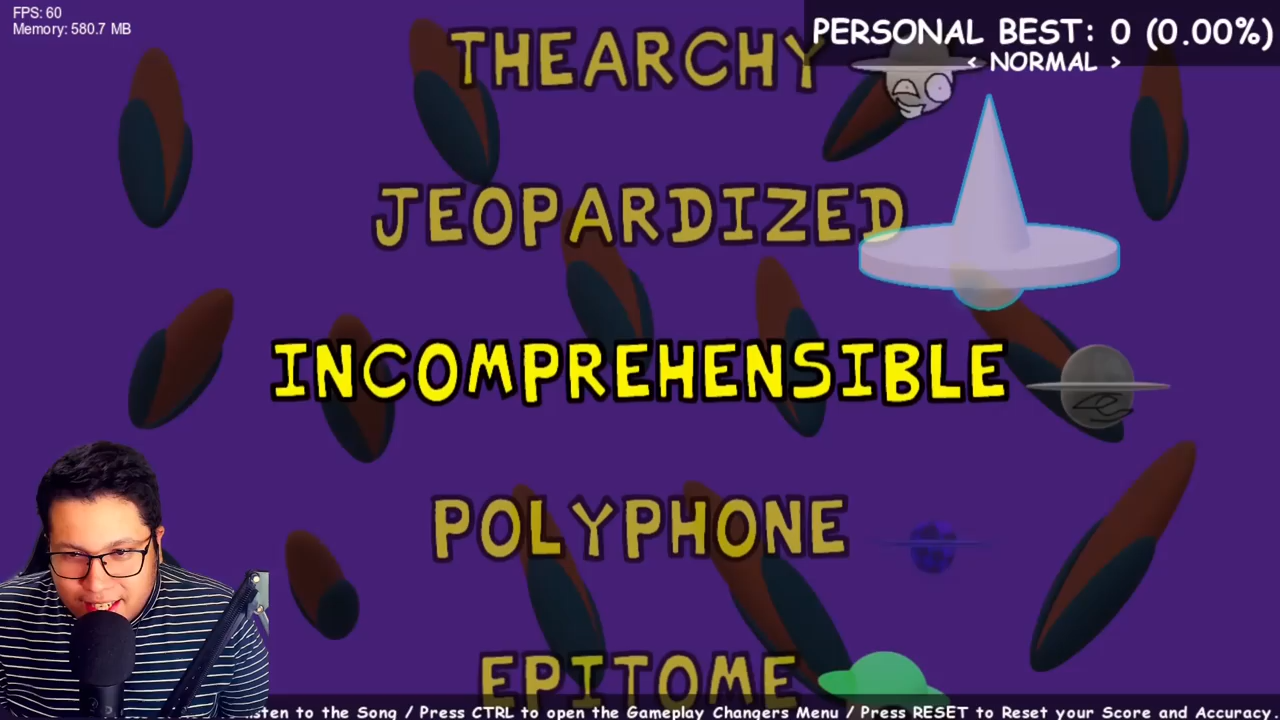 FPS: 60
Memory: 580.7 MB
PERSONAL BEST: 0 (0.00%)
< NORMAL >
THEARCHY
JEOPARDIZED
INCOMPREHENSIBLE
POLYPHONE
EPITOME
to the Song / Press CTRL to open the Gameplay Changers Menu / Press RESET to Reset your Score and Accuracy.